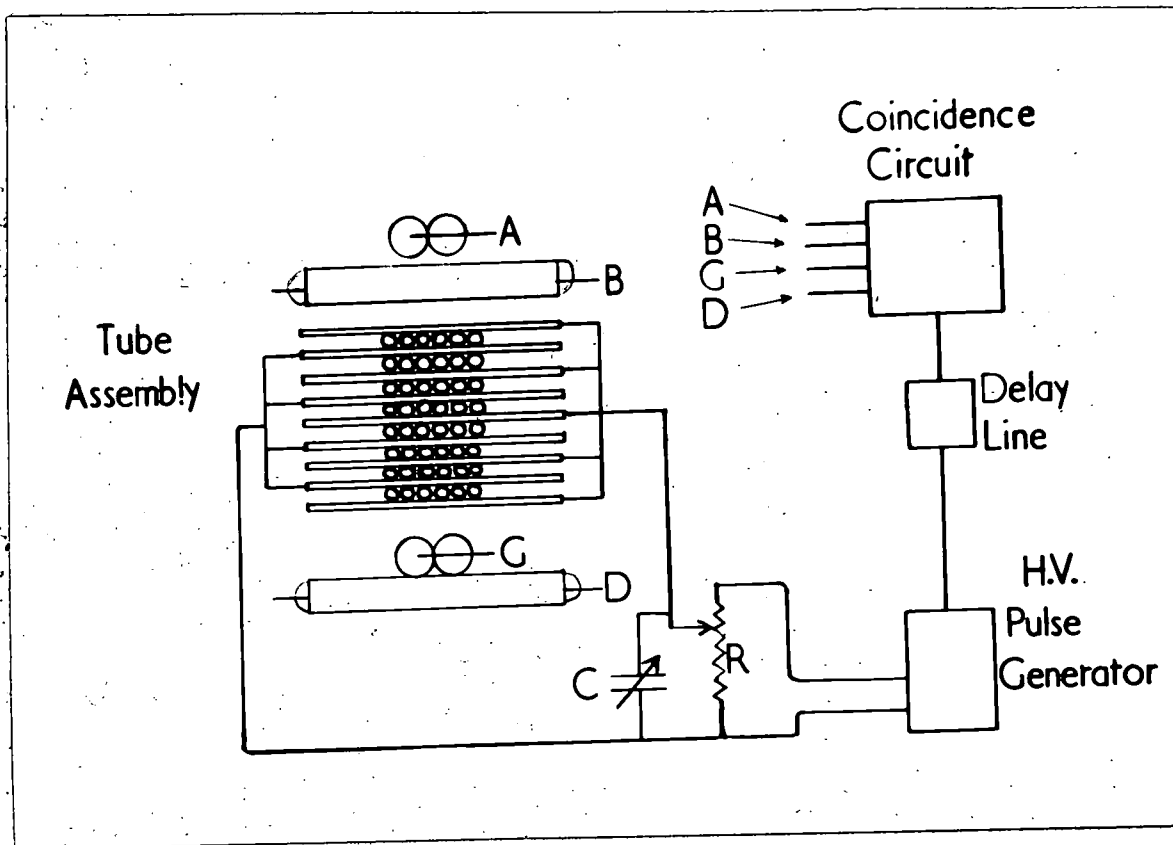 Coincidence
Circuit
A
B
G
D
A
B
Tube
Assembly
Delay
Line
G
D
H.V.
Pulse
Generator
C
R